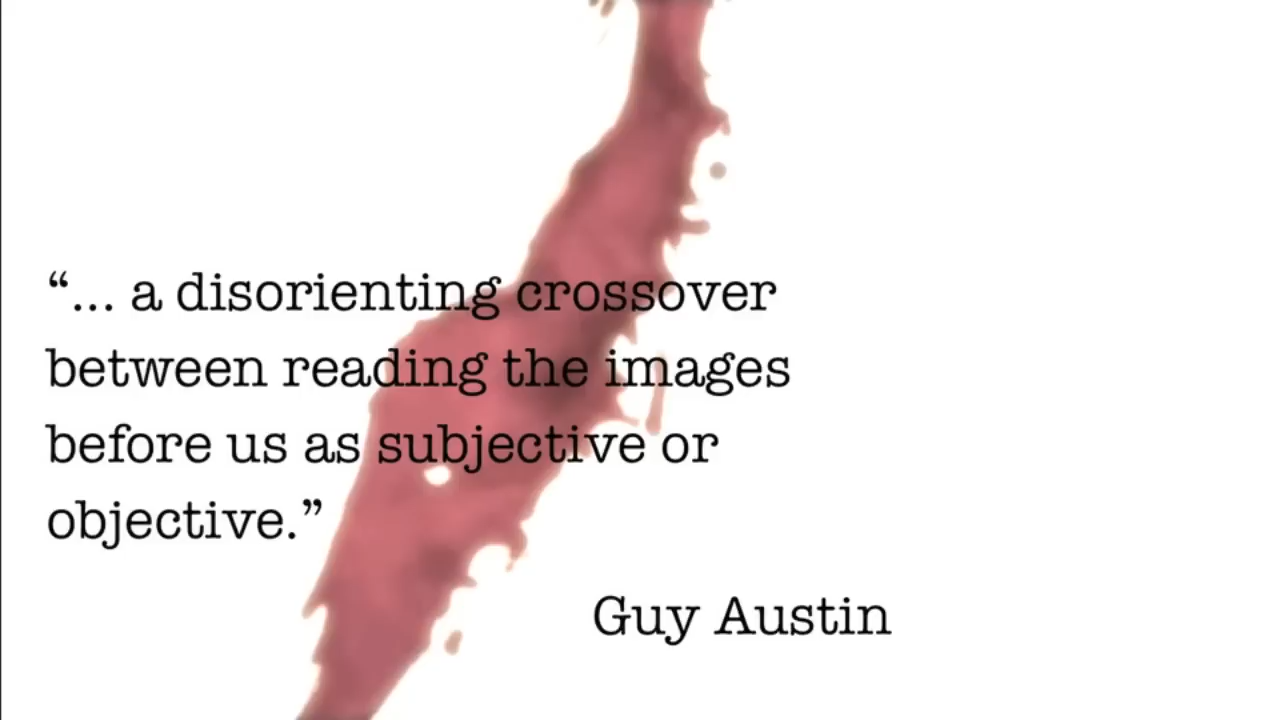 “... a disorienting crossover
between reading the images
before us as subjective or
objective.”
Guy Austin